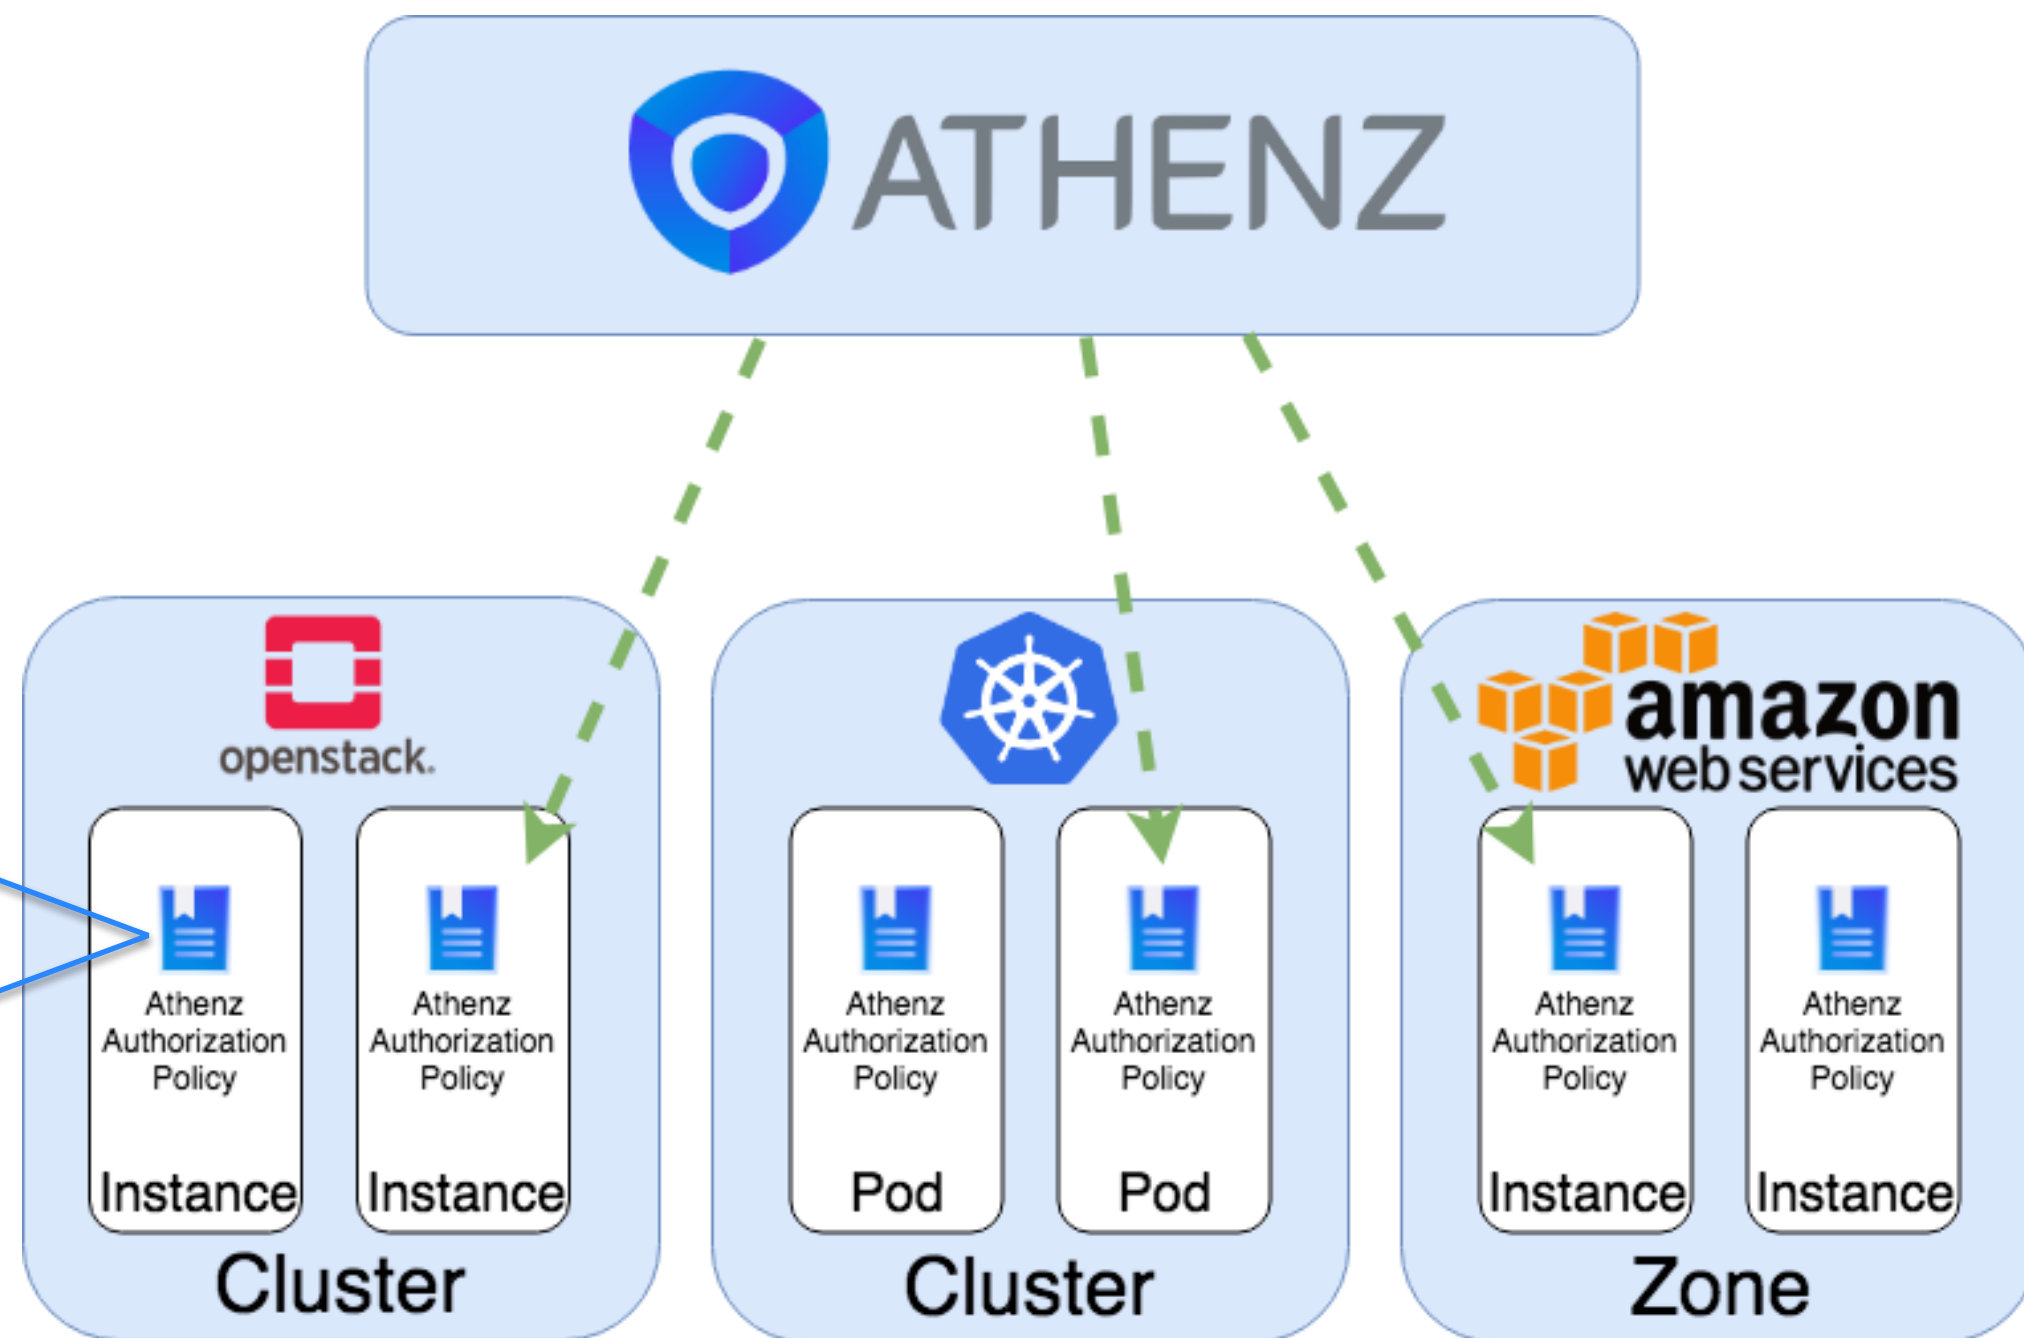 ATHENZ
openstack.
Athenz
Authorization
Policy
Instance
Athenz
Authorization
Policy
Instance
Cluster
Athenz
Authorization
Policy
Pod
Athenz
Authorization
Policy
Pod
Cluster
amazon
web services
Athenz
Authorization
Policy
Instance
Athenz
Authorization
Policy
Instance
Zone